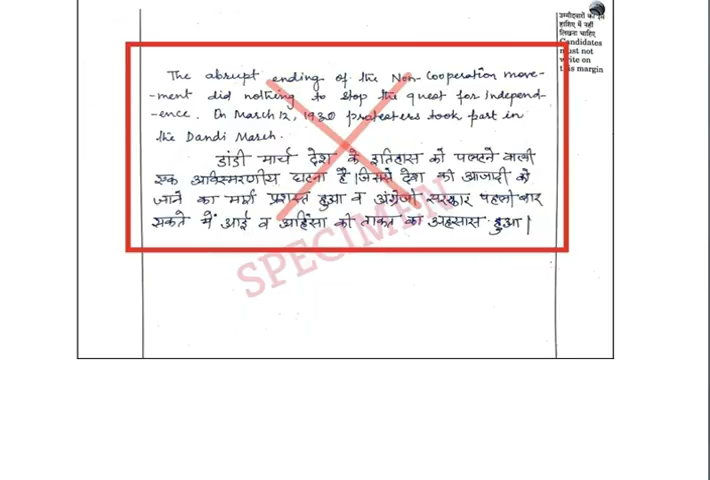 उम्मीदवारों को इस
हाशिए में नहीं
लिखना चाहिए
Candidates
must not
write on
this margin
The abrupt ending of the Non-Cooperation move-
-ment did nothing to stop the quest for independ-
-ence. On March 12, 1930 protesters took part in
the Dandi March.
डांडी मार्च देश के इतिहास को पलटने वाली
एक अविस्मरणीय घटना है। जिससे देश की आजादी को
जाने का मार्ग प्रशस्त हुआ व अंग्रेजो सरकार पहली बार
सकते में आई व अहिंसा की ताकत का अहसास हुआ।
SPECIMEN